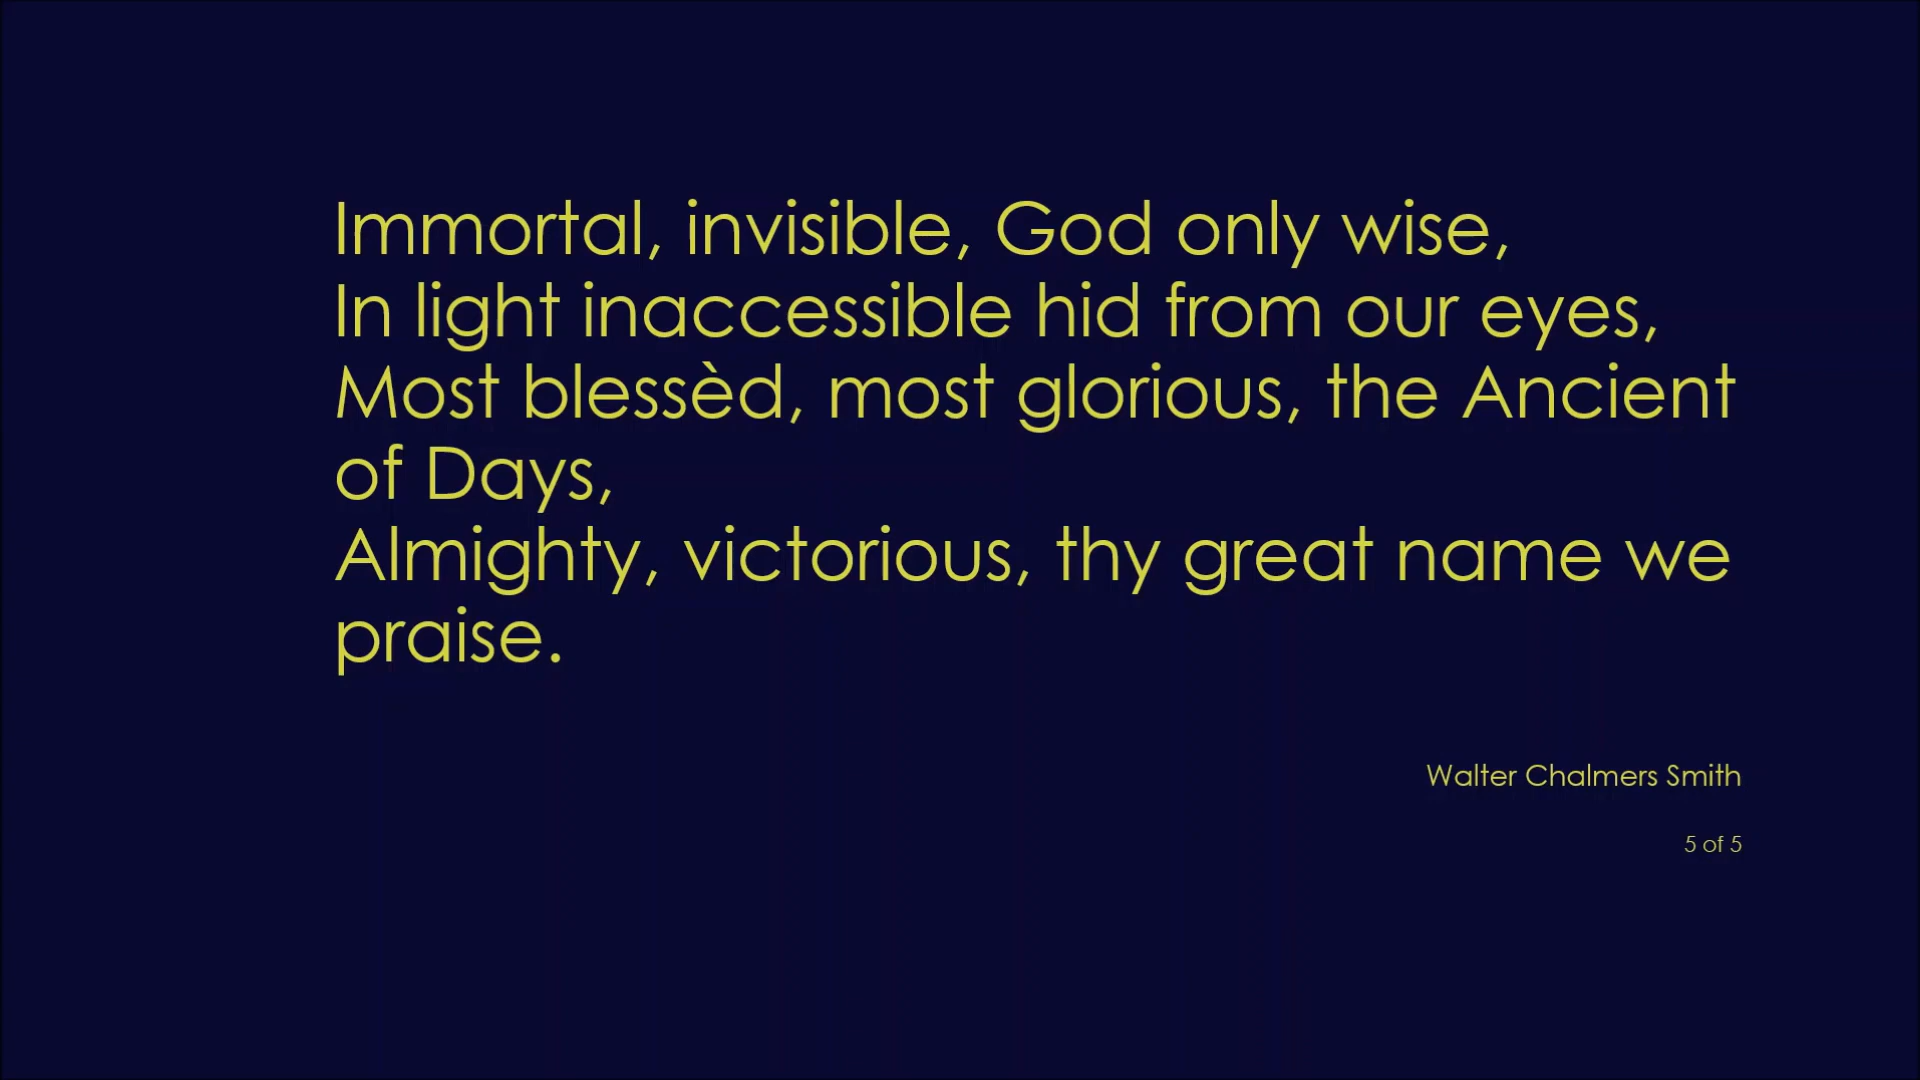 Immortal, invisible, God only wise,
In light inaccessible hid from our eyes,
Most blessèd, most glorious, the Ancient
of Days,
Almighty, victorious, thy great name we
praise.
Walter Chalmers Smith
5 of 5